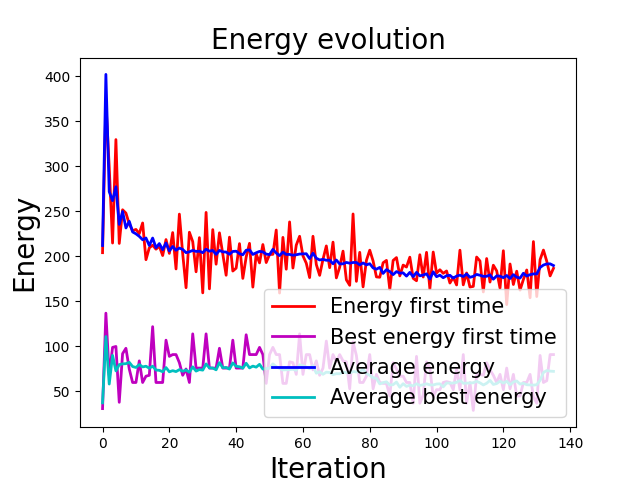 Energy evolution
400
350
300
250
200
150
100
50
Energy
0
20
40
60
80
100
120
140
Iteration
Energy first time
Best energy first time
Average energy
Average best energy